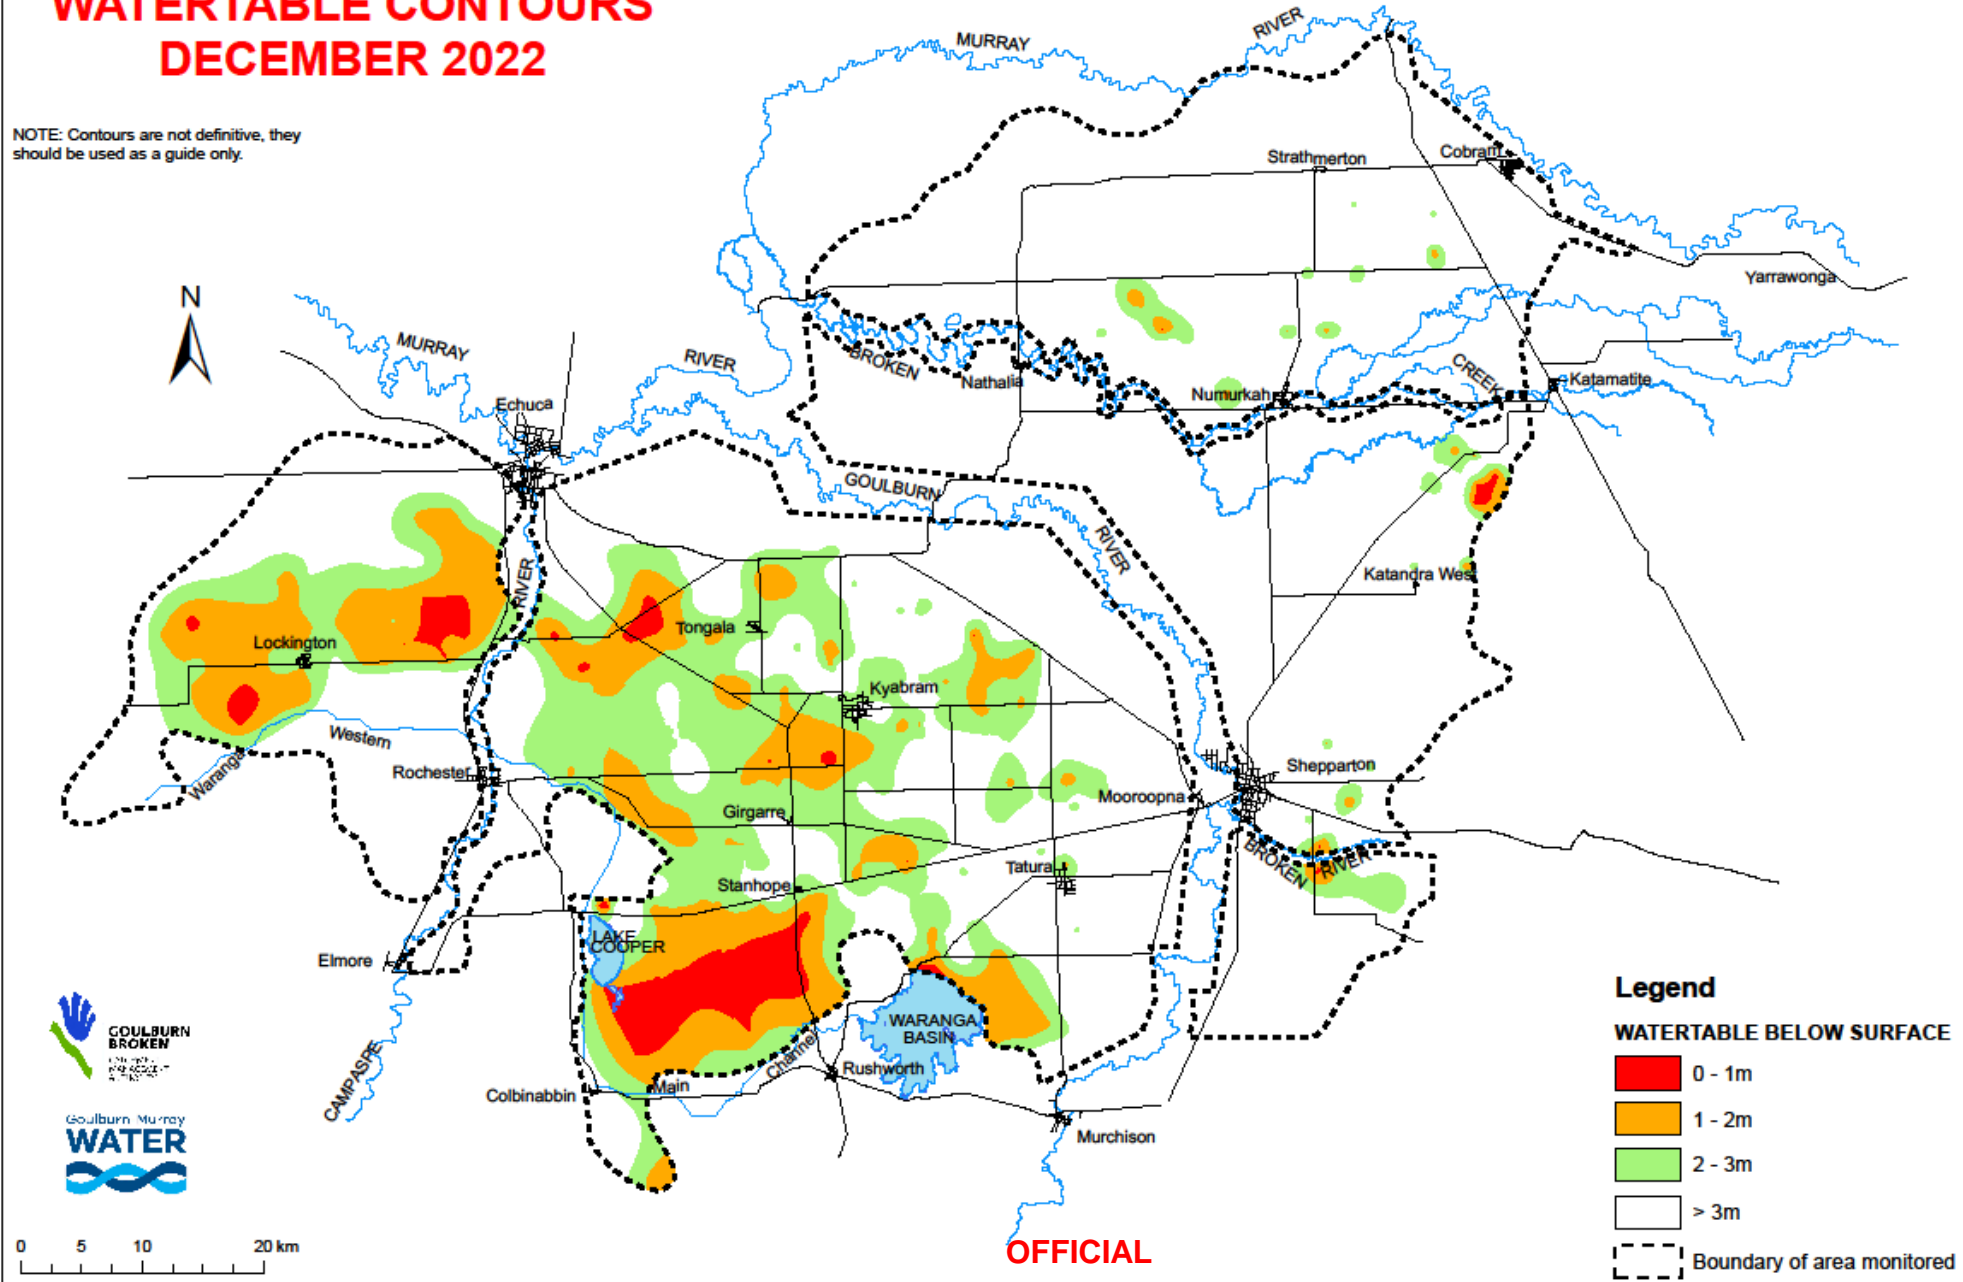 WATERTABLE CONTOURS
DECEMBER 2022
NOTE: Contours are not definitive, they
should be used as a guide only.
N
MURRAY
RIVER
Strathmerton
Cobram
Yarrawonga
MURRAY
RIVER
BROKEN
Nathalia
CREEK
Katamatite
Numurkah
Echuca
GOULBURN
RIVER
RIVER
Katandra West
Lockington
Tongala
Kyabram
Western
Waranga
Rochester
Girgarre
Mooroopna
Shepparton
BROKEN
RIVER
Tatura
Stanhope
LAKE
COOPER
Elmore
WARANGA
BASIN
Channel
Rushworth
Main
Colbinabbin
CAMPASPE
Murchison
GOULBURN
BROKEN
Goulburn Murray
WATER
0 5 10 20 km
OFFICIAL
Legend
WATERTABLE BELOW SURFACE
0 - 1m
1 - 2m
2 - 3m
> 3m
Boundary of area monitored